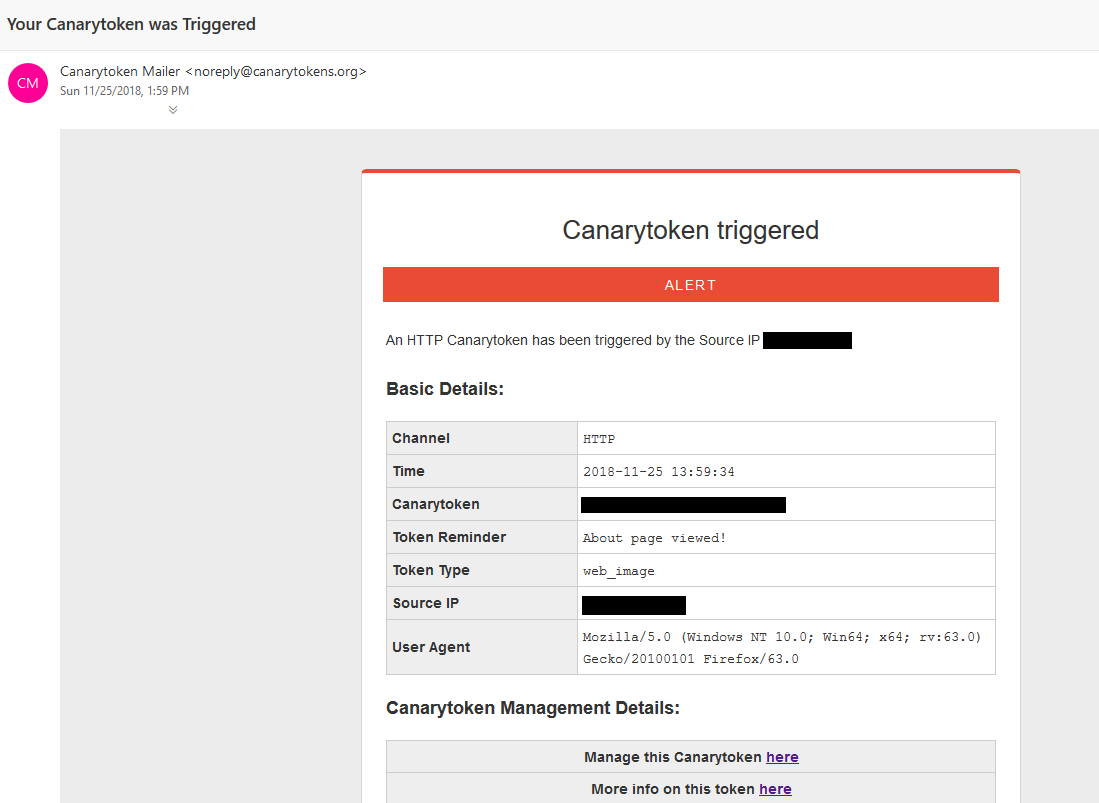 Your Canarytoken was Triggered
CM
Canarytoken Mailer <noreply@canarytokens.org>
Sun 11/25/2018, 1:59 PM
Canarytoken triggered
ALERT
An HTTP Canarytoken has been triggered by the Source IP
Basic Details:
Channel HTTP
Time 2018-11-25 13:59:34
Canarytoken
Token Reminder About page viewed!
Token Type web_image
Source IP
User Agent Mozilla/5.0 (Windows NT 10.0; Win64; x64; rv:63.0)
Gecko/20100101 Firefox/63.0
Canarytoken Management Details:
Manage this Canarytoken here
More info on this token here